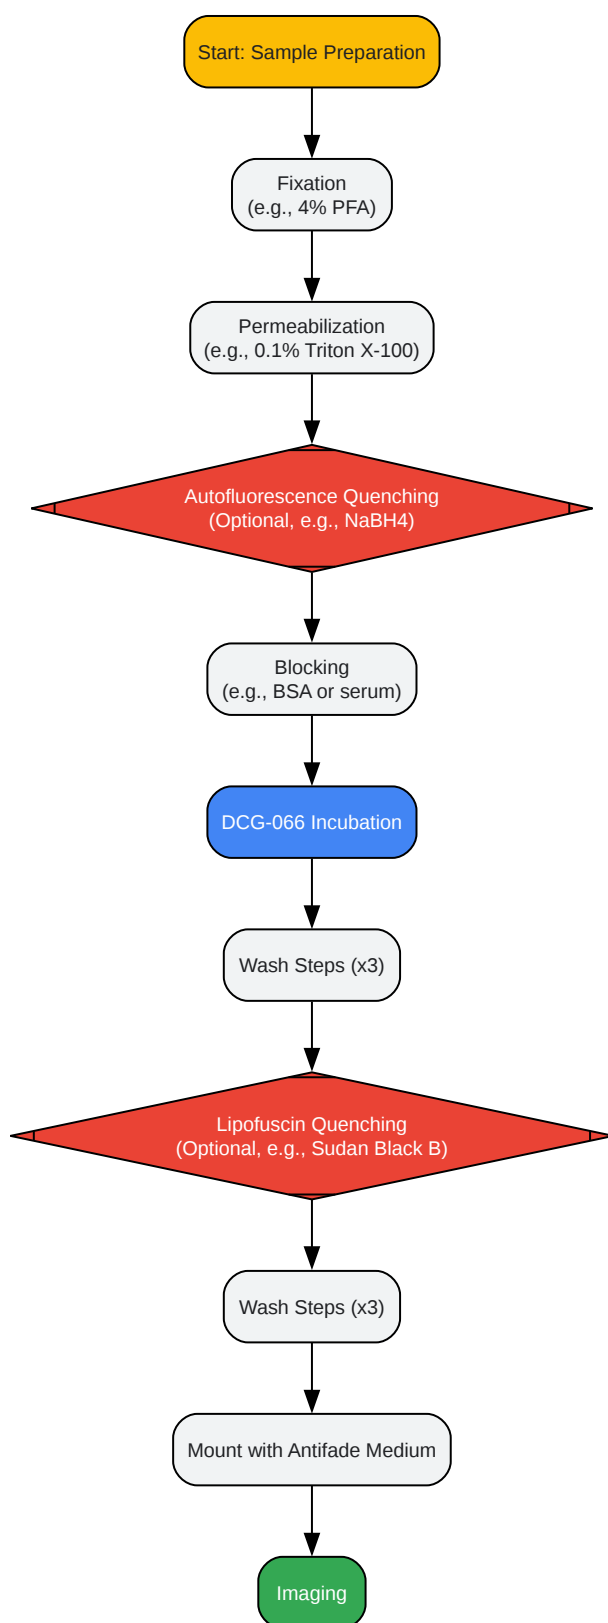 Start: Sample Preparation
Fixation
(e.g., 4% PFA)
Permeabilization
(e.g., 0.1% Triton X-100)
Autofluorescence Quenching
(Optional, e.g., NaBH4)
Blocking
(e.g., BSA or serum)
DCG-066 Incubation
Wash Steps (x3)
Lipofuscin Quenching
(Optional, e.g., Sudan Black B)
Wash Steps (x3)
Mount with Antifade Medium
Imaging